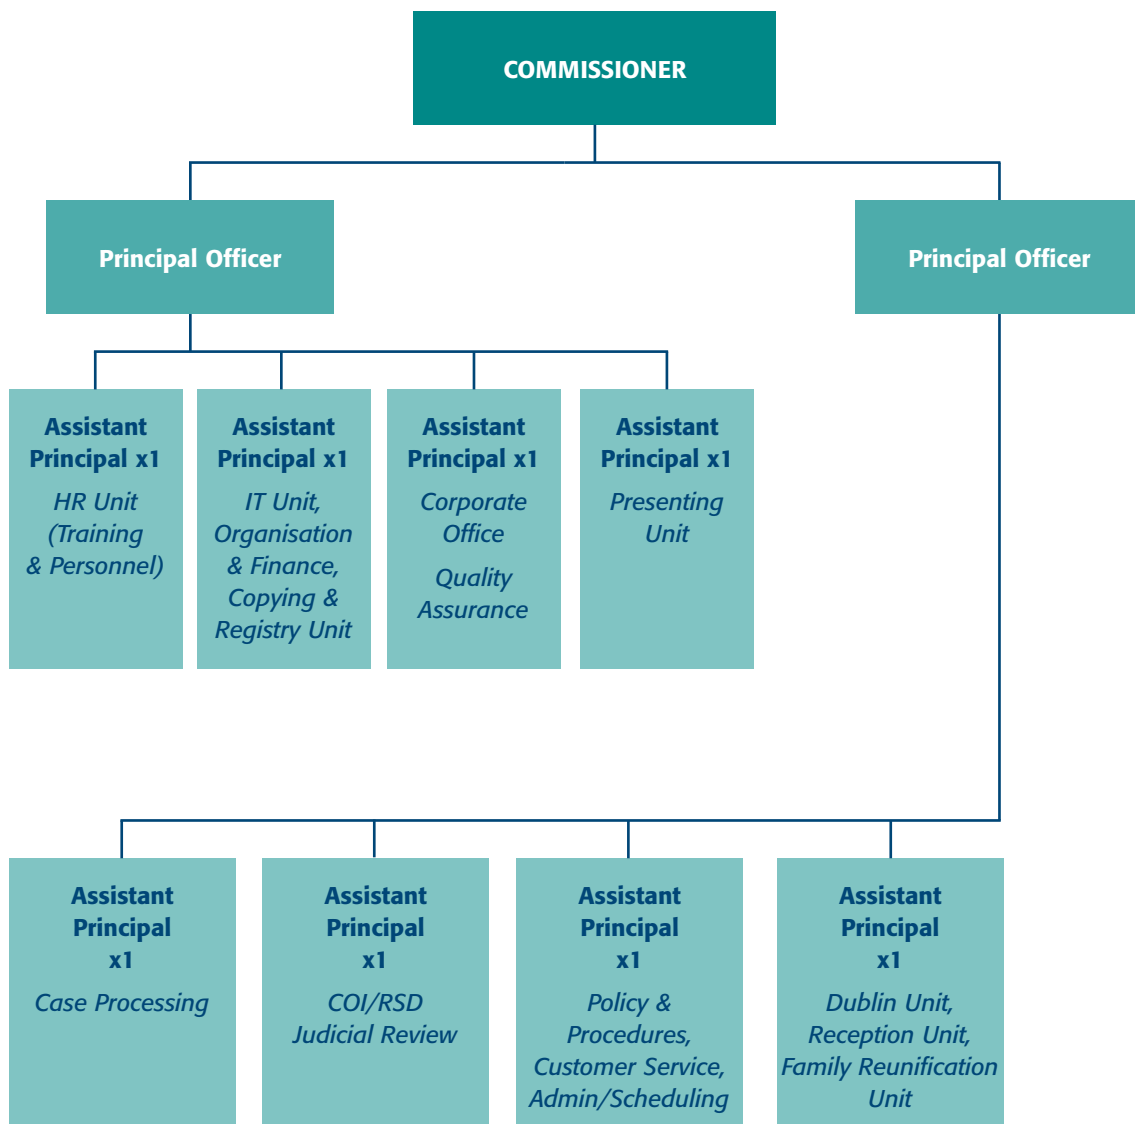 COMMISSIONER
Principal Officer
Principal Officer
Assistant
Principal x1
HR Unit
(Training
& Personnel)
Assistant
Principal x1
IT Unit,
Organisation
& Finance,
Copying &
Registry Unit
Assistant
Principal x1
Corporate
Office
Quality
Assurance
Assistant
Principal x1
Presenting
Unit
Assistant
Principal
x1
Case Processing
Assistant
Principal
x1
COI/RSD
Judicial Review
Assistant
Principal
x1
Policy &
Procedures,
Customer Service,
Admin/Scheduling
Assistant
Principal
x1
Dublin Unit,
Reception Unit,
Family Reunification
Unit